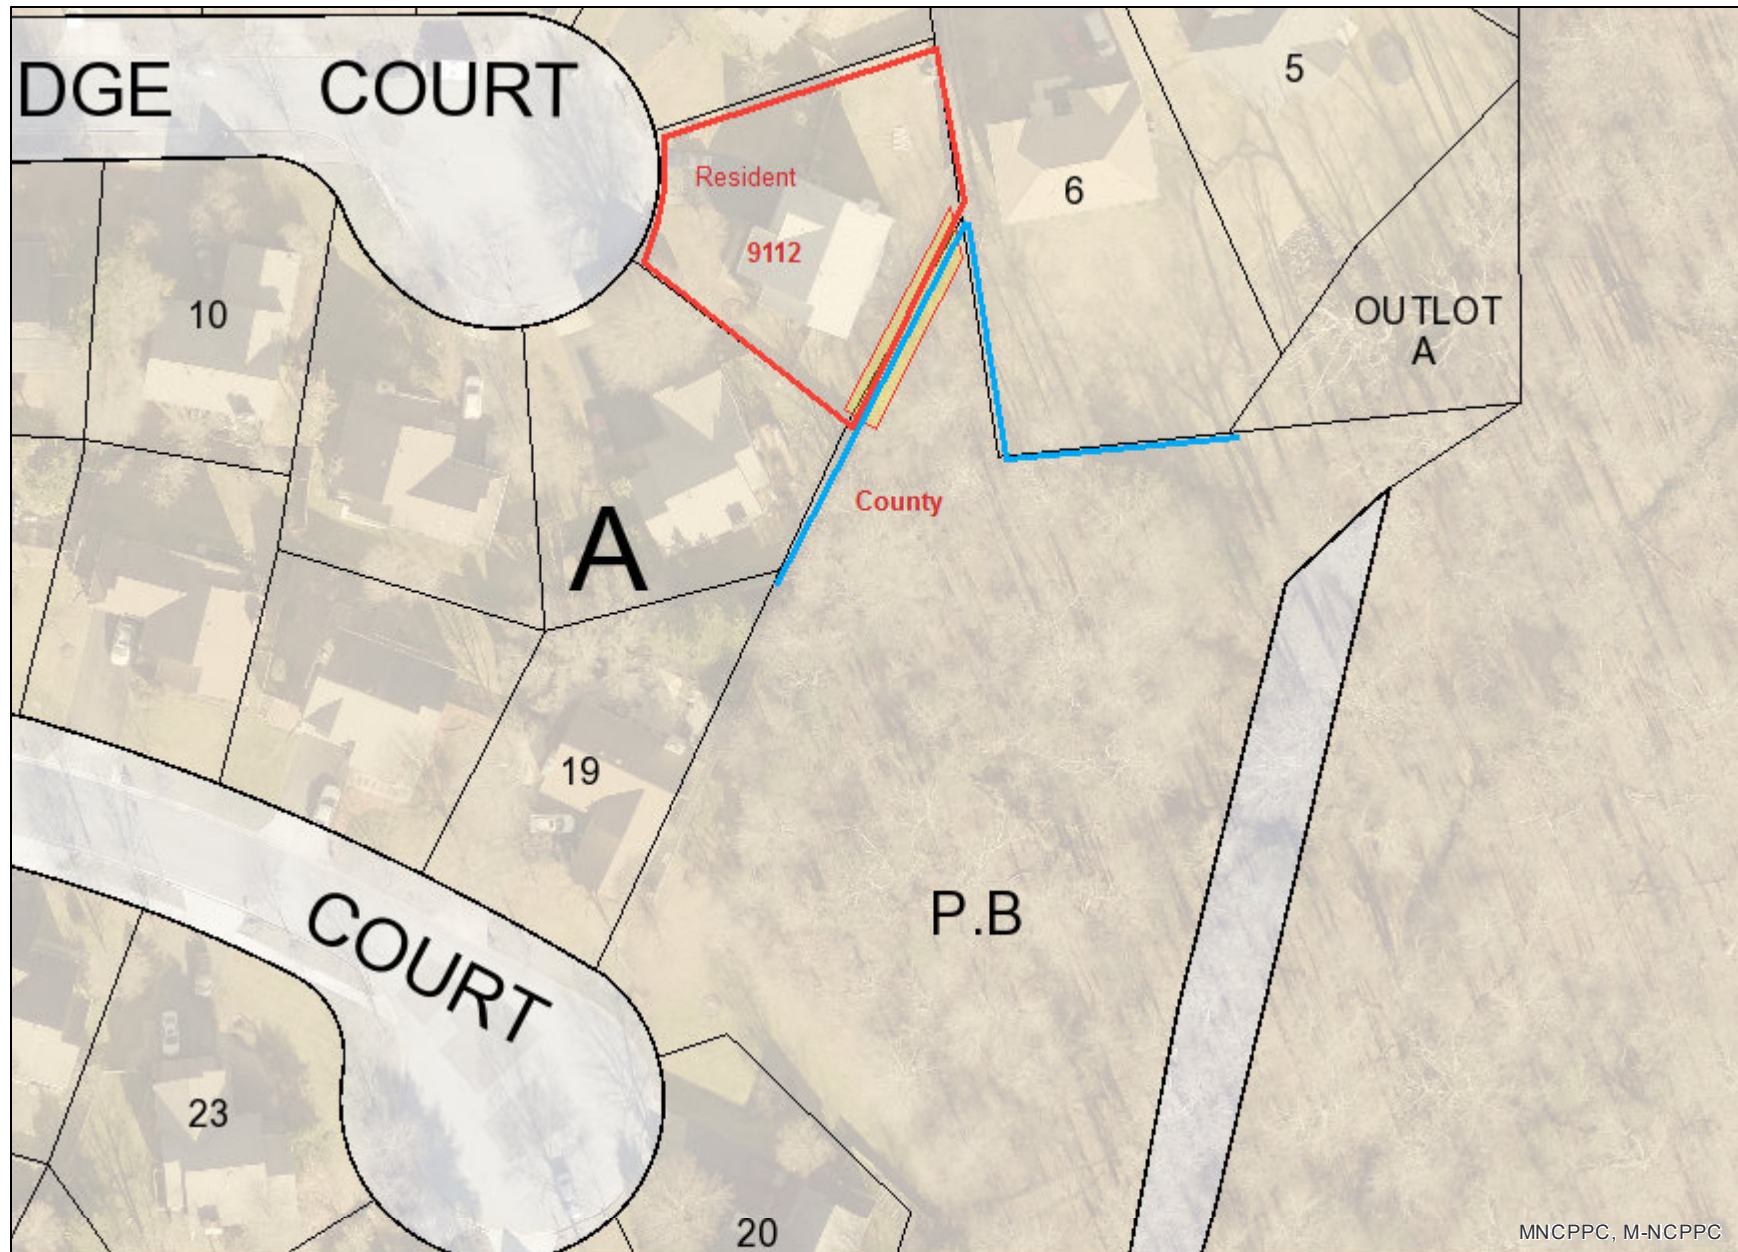 DGE COURT
5
Resident
6
9112
10
OUTLOT
A
County
A
19
P.B
COURT
23
20
MNCPPC, M-NCPPC